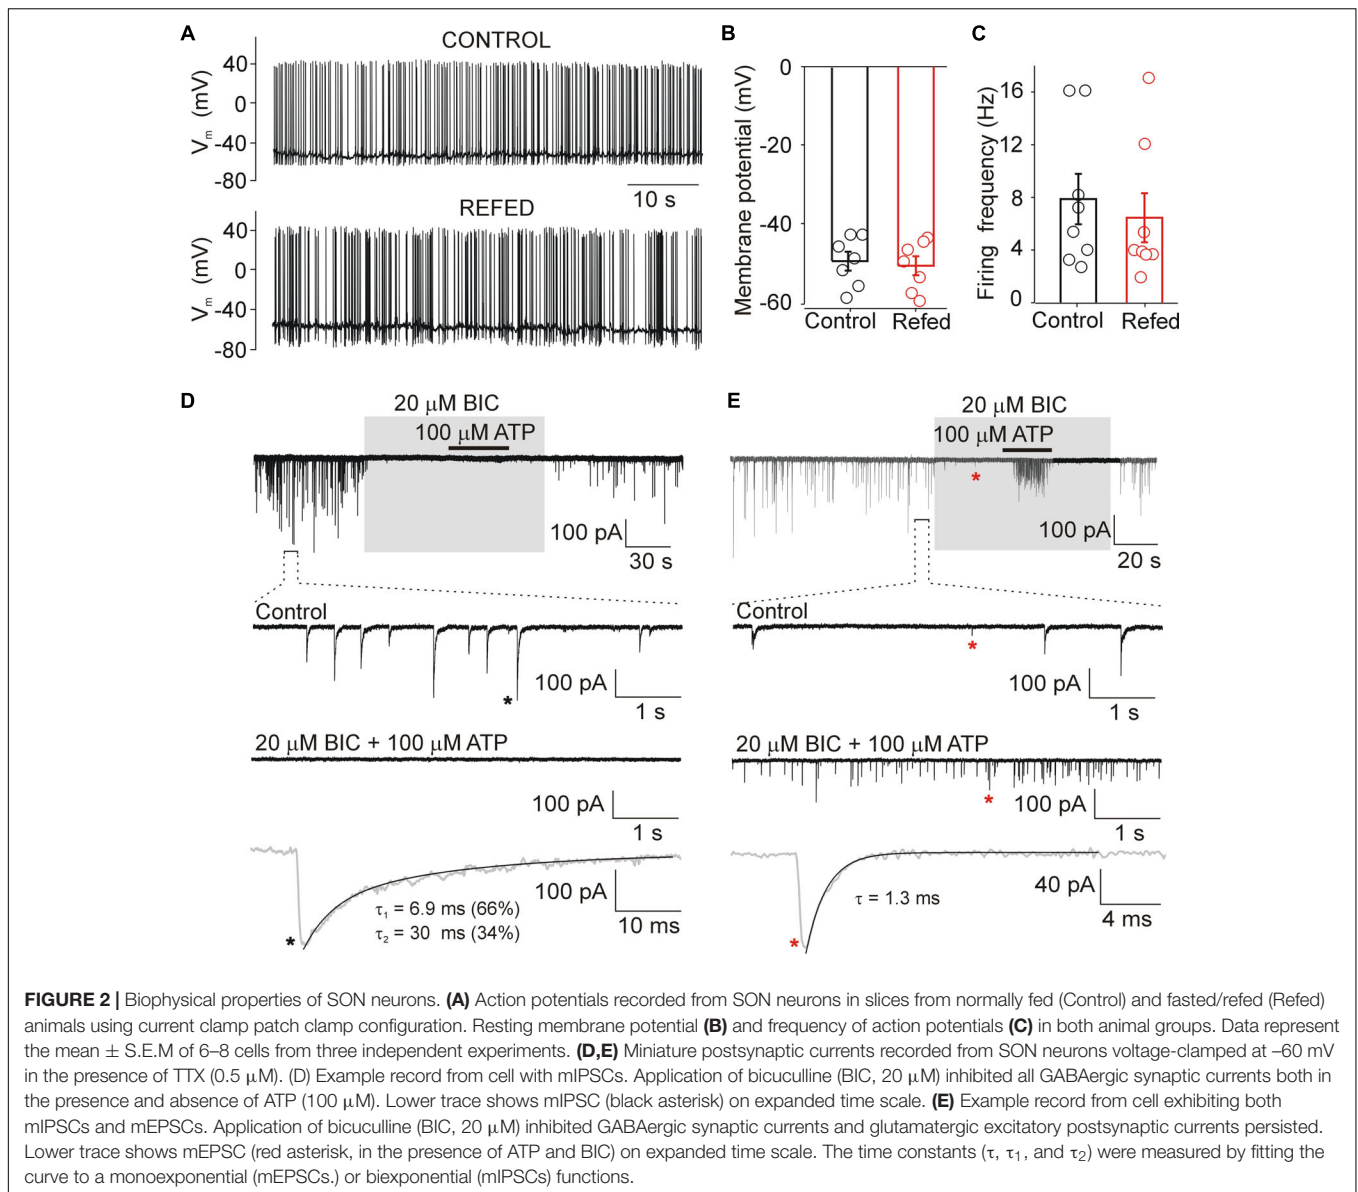 A
CONTROL
Vm (mV)
40
0
-40
-80
10 s
REFED
Vm (mV)
40
0
-40
-80
B
Membrane potential (mV)
0
-20
-40
-60
Control
Refed
C
Firing frequency (Hz)
16
12
8
4
0
Control
Refed
D
20 μM BIC
100 μM ATP
100 pA
30 s
Control
*
100 pA
1 s
20 μM BIC + 100 μM ATP
100 pA
1 s
τ1 = 6.9 ms (66%)
τ2 = 30 ms (34%)
*
100 pA
10 ms
E
20 μM BIC
100 μM ATP
*
100 pA
20 s
Control
*
100 pA
1 s
20 μM BIC + 100 μM ATP
*
100 pA
1 s
τ = 1.3 ms
*
40 pA
4 ms
FIGURE 2 | Biophysical properties of SON neurons. (A) Action potentials recorded from SON neurons in slices from normally fed (Control) and fasted/refed (Refed)
animals using current clamp patch clamp configuration. Resting membrane potential (B) and frequency of action potentials (C) in both animal groups. Data represent
the mean ± S.E.M of 6–8 cells from three independent experiments. (D,E) Miniature postsynaptic currents recorded from SON neurons voltage-clamped at –60 mV
in the presence of TTX (0.5 μM). (D) Example record from cell with mIPSCs. Application of bicuculline (BIC, 20 μM) inhibited all GABAergic synaptic currents both in
the presence and absence of ATP (100 μM). Lower trace shows mIPSC (black asterisk) on expanded time scale. (E) Example record from cell exhibiting both
mIPSCs and mEPSCs. Application of bicuculline (BIC, 20 μM) inhibited GABAergic synaptic currents and glutamatergic excitatory postsynaptic currents persisted.
Lower trace shows mEPSC (red asterisk, in the presence of ATP and BIC) on expanded time scale. The time constants (τ, τ1, and τ2) were measured by fitting the
curve to a monoexponential (mEPSCs.) or biexponential (mIPSCs) functions.